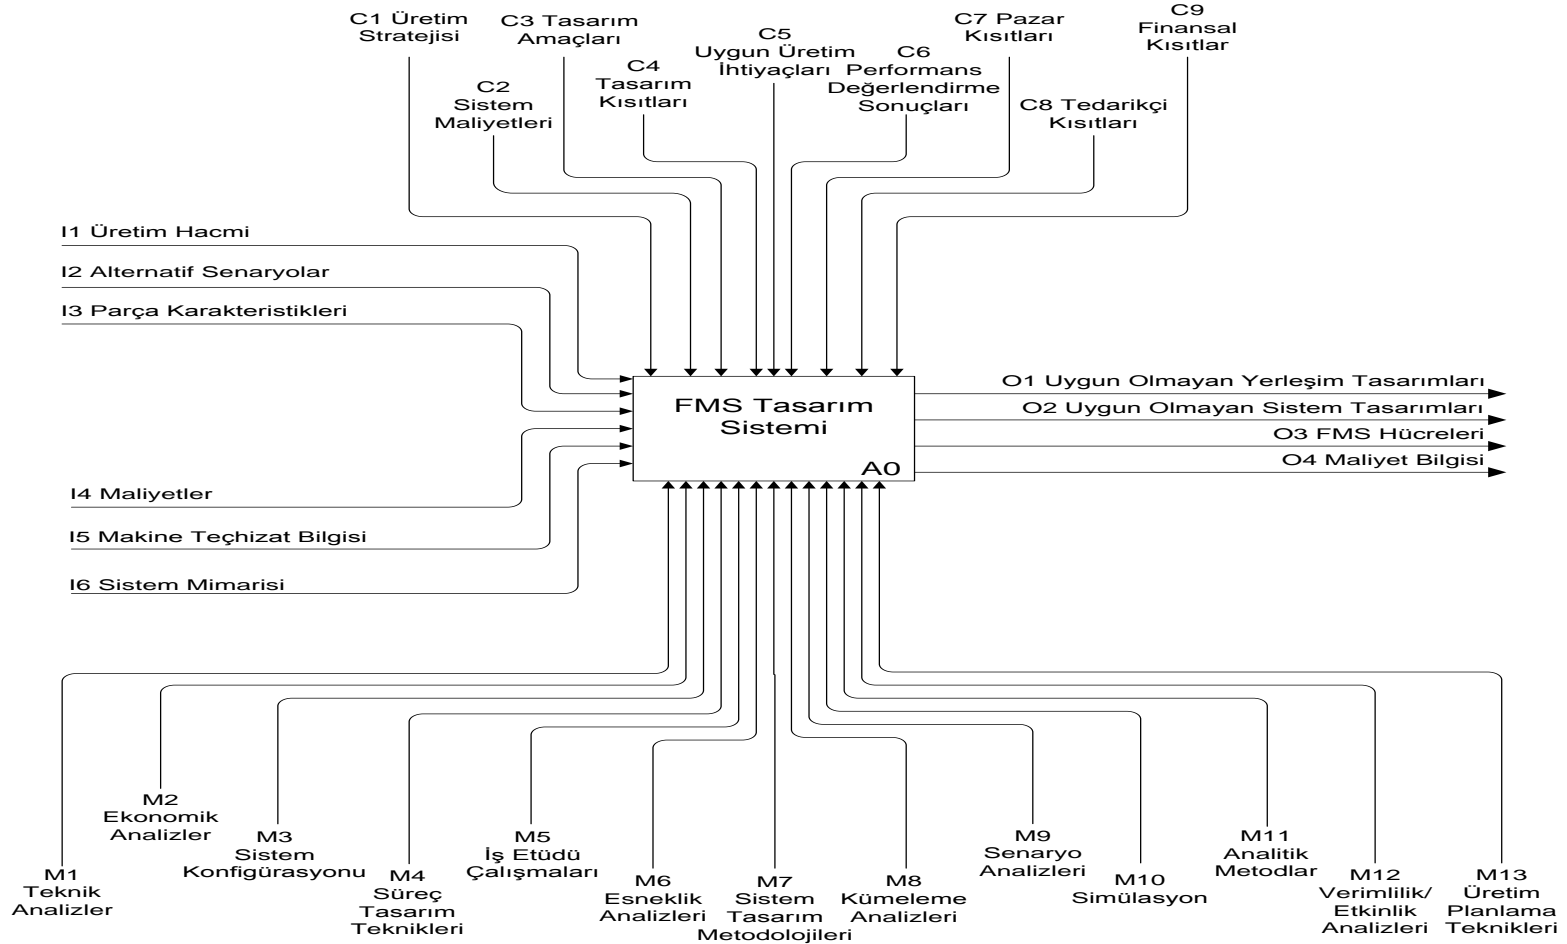 C1 Üretim
Stratejisi
C2
Sistem
Maliyetleri
C3 Tasarım
Amaçları
C4
Tasarım
Kısıtları
C5
Uygun Üretim
İhtiyaçları
C6
Performans
Değerlendirme
Sonuçları
C7 Pazar
Kısıtları
C8 Tedarikçi
Kısıtları
C9
Finansal
Kısıtlar
I1 Üretim Hacmi
I2 Alternatif Senaryolar
I3 Parça Karakteristikleri
I4 Maliyetler
I5 Makine Teçhizat Bilgisi
I6 Sistem Mimarisi
FMS Tasarım
Sistemi
A0
O1 Uygun Olmayan Yerleşim Tasarımları
O2 Uygun Olmayan Sistem Tasarımları
O3 FMS Hücreleri
O4 Maliyet Bilgisi
M1
Teknik
Analizler
M2
Ekonomik
Analizler
M3
Sistem
Konfigürasyonu
M4
Süreç
Tasarım
Teknikleri
M5
İş Etüdü
Çalışmaları
M6
Esneklik
Analizleri
M7
Sistem
Tasarım
Metodolojileri
M8
Kümeleme
Analizleri
M9
Senaryo
Analizleri
M10
Simülasyon
M11
Analitik
Metodlar
M12
Verimlilik/
Etkinlik
Analizleri
M13
Üretim
Planlama
Teknikleri